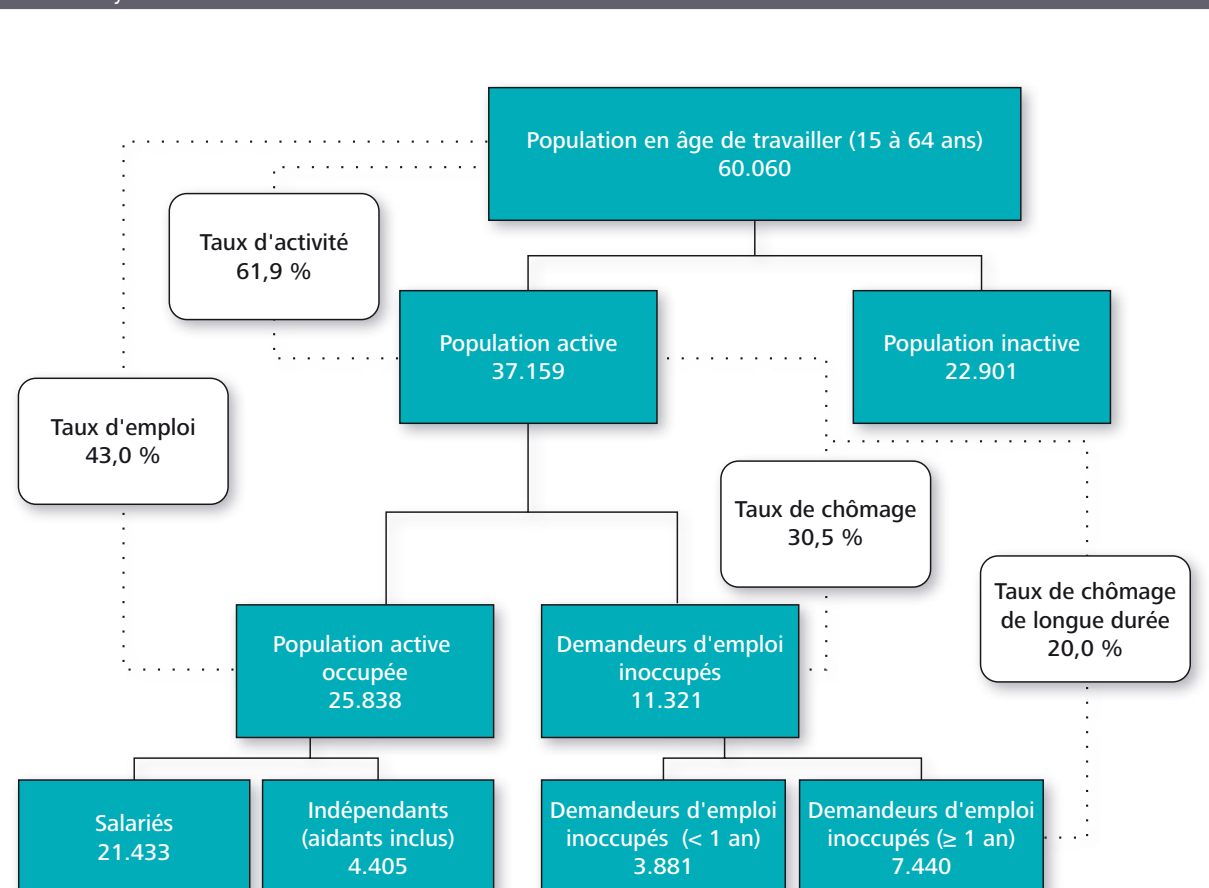 Population en âge de travailler (15 à 64 ans)
60.060
Taux d'activité
61,9 %
Population active
37.159
Population inactive
22.901
Taux d'emploi
43,0 %
Taux de chômage
30,5 %
Taux de chômage
de longue durée
20,0 %
Population active
occupée
25.838
Demandeurs d'emploi
inoccupés
11.321
Salariés
21.433
Indépendants
(aidants inclus)
4.405
Demandeurs d'emploi
inoccupés (< 1 an)
3.881
Demandeurs d'emploi
inoccupés (≥ 1 an)
7.440